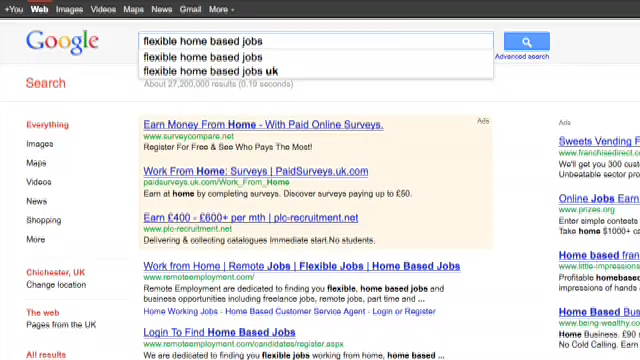 +You Web Images Videos Maps News Gmail More
Google
flexible home based jobs
flexible home based jobs
flexible home based jobs uk
Advanced search
Search
About 27,200,000 results (0.19 seconds)
Everything
Images
Maps
Videos
News
Shopping
More
Chichester, UK
Change location
The web
Pages from the UK
All results
Ads
Earn Money From Home - With Paid Online Surveys.
www.surveycompare.net
Register For Free & See Who Pays The Most!
Work From Home: Surveys | PaidSurveys.uk.com
paidsurveys.uk.com/Work_From_Home
Earn at home by completing surveys. Discover surveys paying up to £50.
Earn £400 - £600+ per mth | plc-recruitment.net
www.plc-recruitment.net
Delivering & collecting catalogues Immediate start.No students.
Work from Home | Remote Jobs | Flexible Jobs | Home Based Jobs
www.remoteemployment.com/
Remote Employment are dedicated to finding you flexible, home based jobs and
business opportunities including freelance jobs, remote jobs, part time and ...
Home Working Jobs - Home Based Customer Service Agent - Login or Register
Login To Find Home Based Jobs
www.remoteemployment.com/candidates/register.aspx
We are dedicated to finding you flexible jobs working from home, home based ...
Ads
Sweets Vending F
www.franchisedirect.c
We'll get you 300 cust
Unbeatable sector pro
Online Jobs Earn
www.prizes.org
Enter simple contests
Take home $1000+ c
Home based fran
www.little-impressions
Profitable homebase
impressions of hands
Home Based Busi
www.being-wealthy.co
Home Business. £90
No Cold Calling. Earn